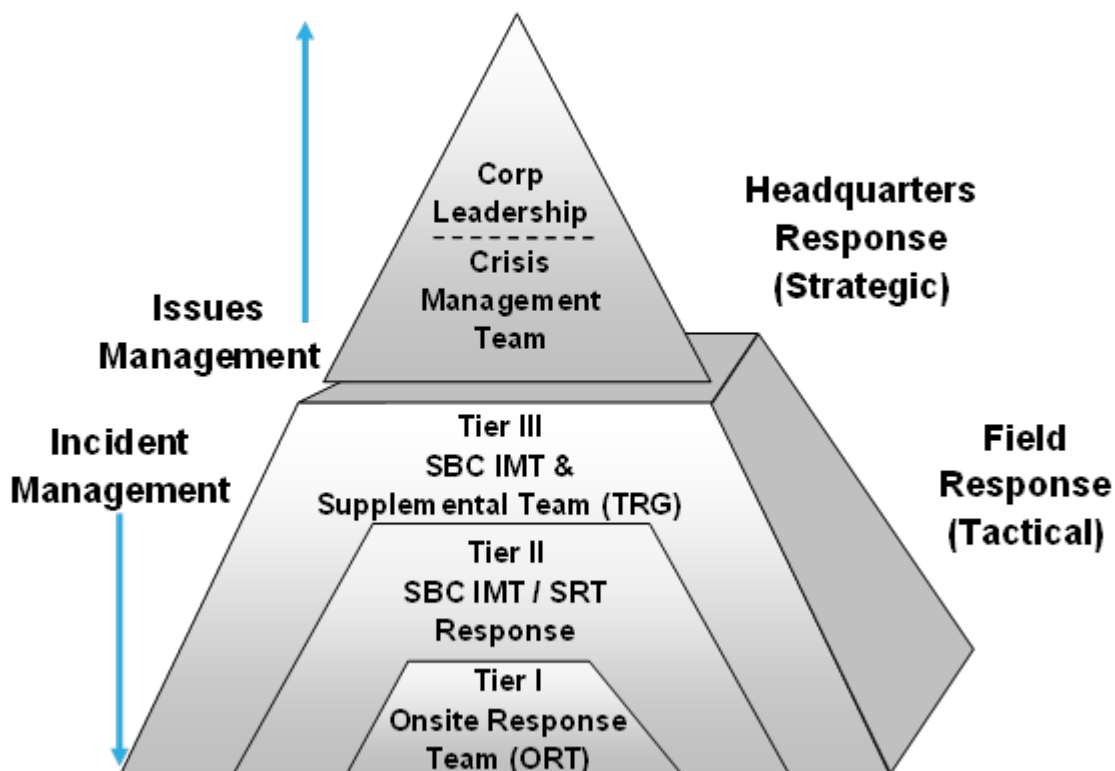 Corp
Leadership
Crisis
Management
Team
Headquarters
Response
(Strategic)
Issues
Management
Incident
Management
Tier III
SBC IMT &
Supplemental Team (TRG)
Field
Response
(Tactical)
Tier II
SBC IMT / SRT
Response
Tier I
Onsite Response
Team (ORT)